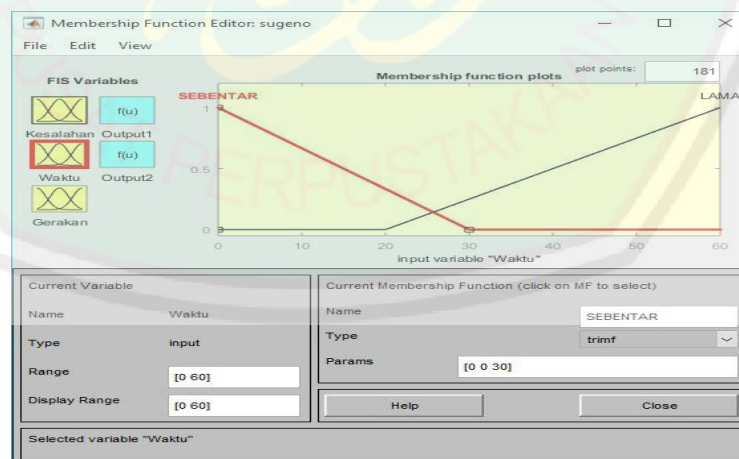 Membership Function Editor: sugeno
File Edit View
FIS Variables
Kesalahan
f(u)
Output1
Waktu
f(u)
Output2
Gerakan
Membership function plots
plot points:
181
SEBENTAR
LAMA
1
0.5
0
0 10 20 30 40 50 60
input variable "Waktu"
Current Variable
Name Waktu
Type input
Range [0 60]
Display Range [0 60]
Current Membership Function (click on MF to select)
Name SEBENTAR
Type trimf
Params [0 0 30]
Help Close
Selected variable "Waktu"
PERPUSTAKAAN